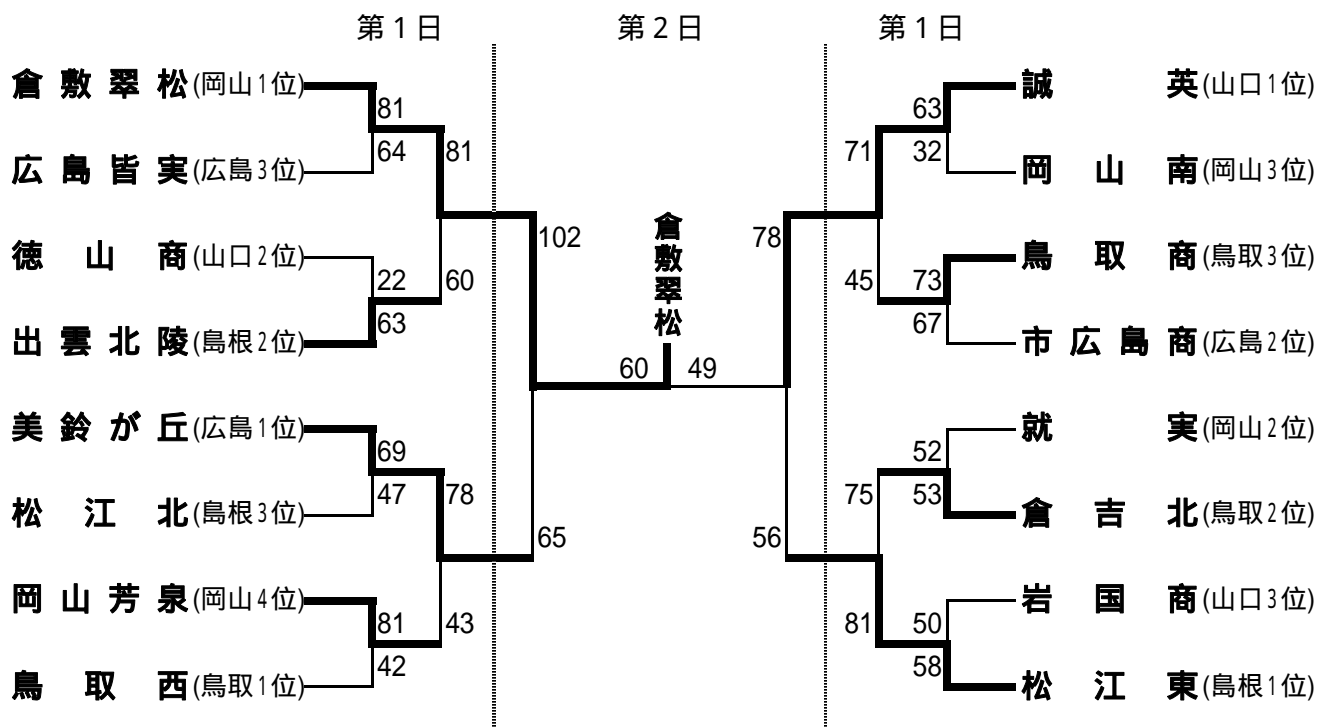 第1日
第2日
第1日
倉敷翠松(岡山1位)
81
64
広島皆実(広島3位)
81
徳山商(山口2位)
22
63
60
出雲北陵(島根2位)
102
美鈴が丘(広島1位)
69
47
松江北(島根3位)
78
65
岡山芳泉(岡山4位)
81
42
43
鳥取西(鳥取1位)
倉敷翠松
60
49
誠英(山口1位)
63
32
71
岡山南(岡山3位)
78
鳥取商(鳥取3位)
73
67
45
市広島商(広島2位)
就実(岡山2位)
52
53
75
倉吉北(鳥取2位)
56
岩国商(山口3位)
50
58
81
松江東(島根1位)